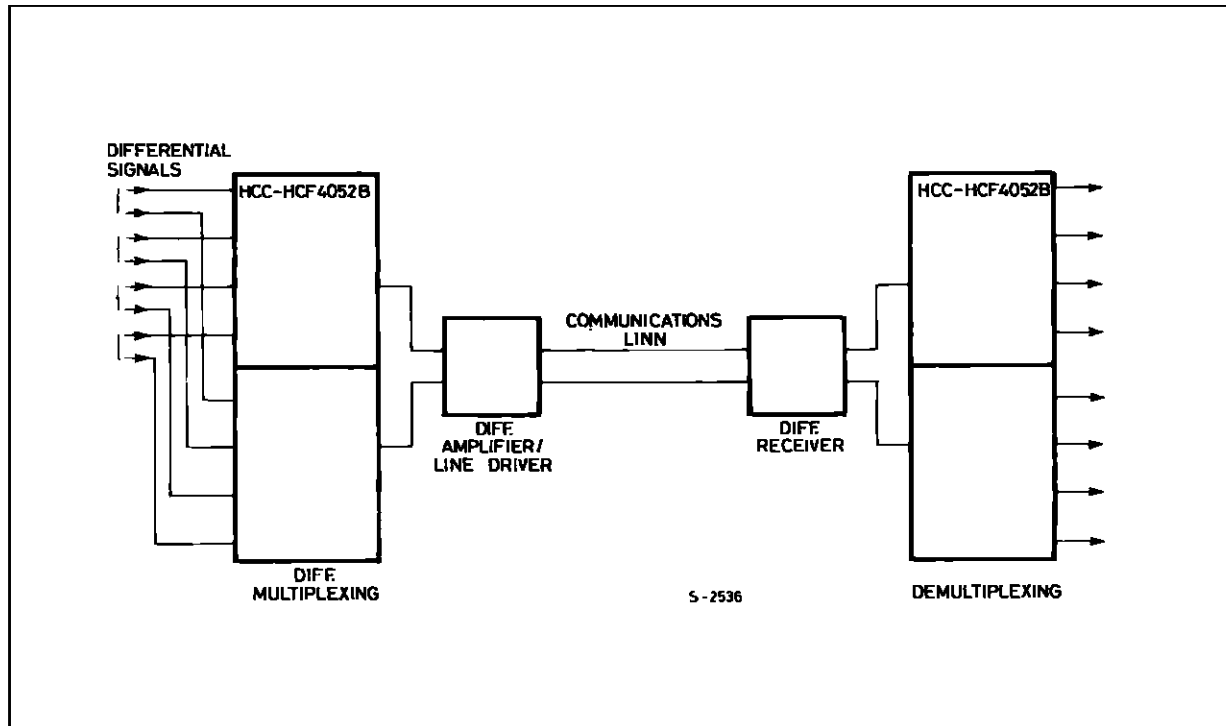 DIFFERENTIAL
SIGNALS
HCC-HCF4052B
HCC-HCF4052B
COMMUNICATIONS
LINN
DIFF.
AMPLIFIER/
LINE DRIVER
DIFF.
RECEIVER
DIFF.
MULTIPLEXING
S-2536
DEMULTIPLEXING